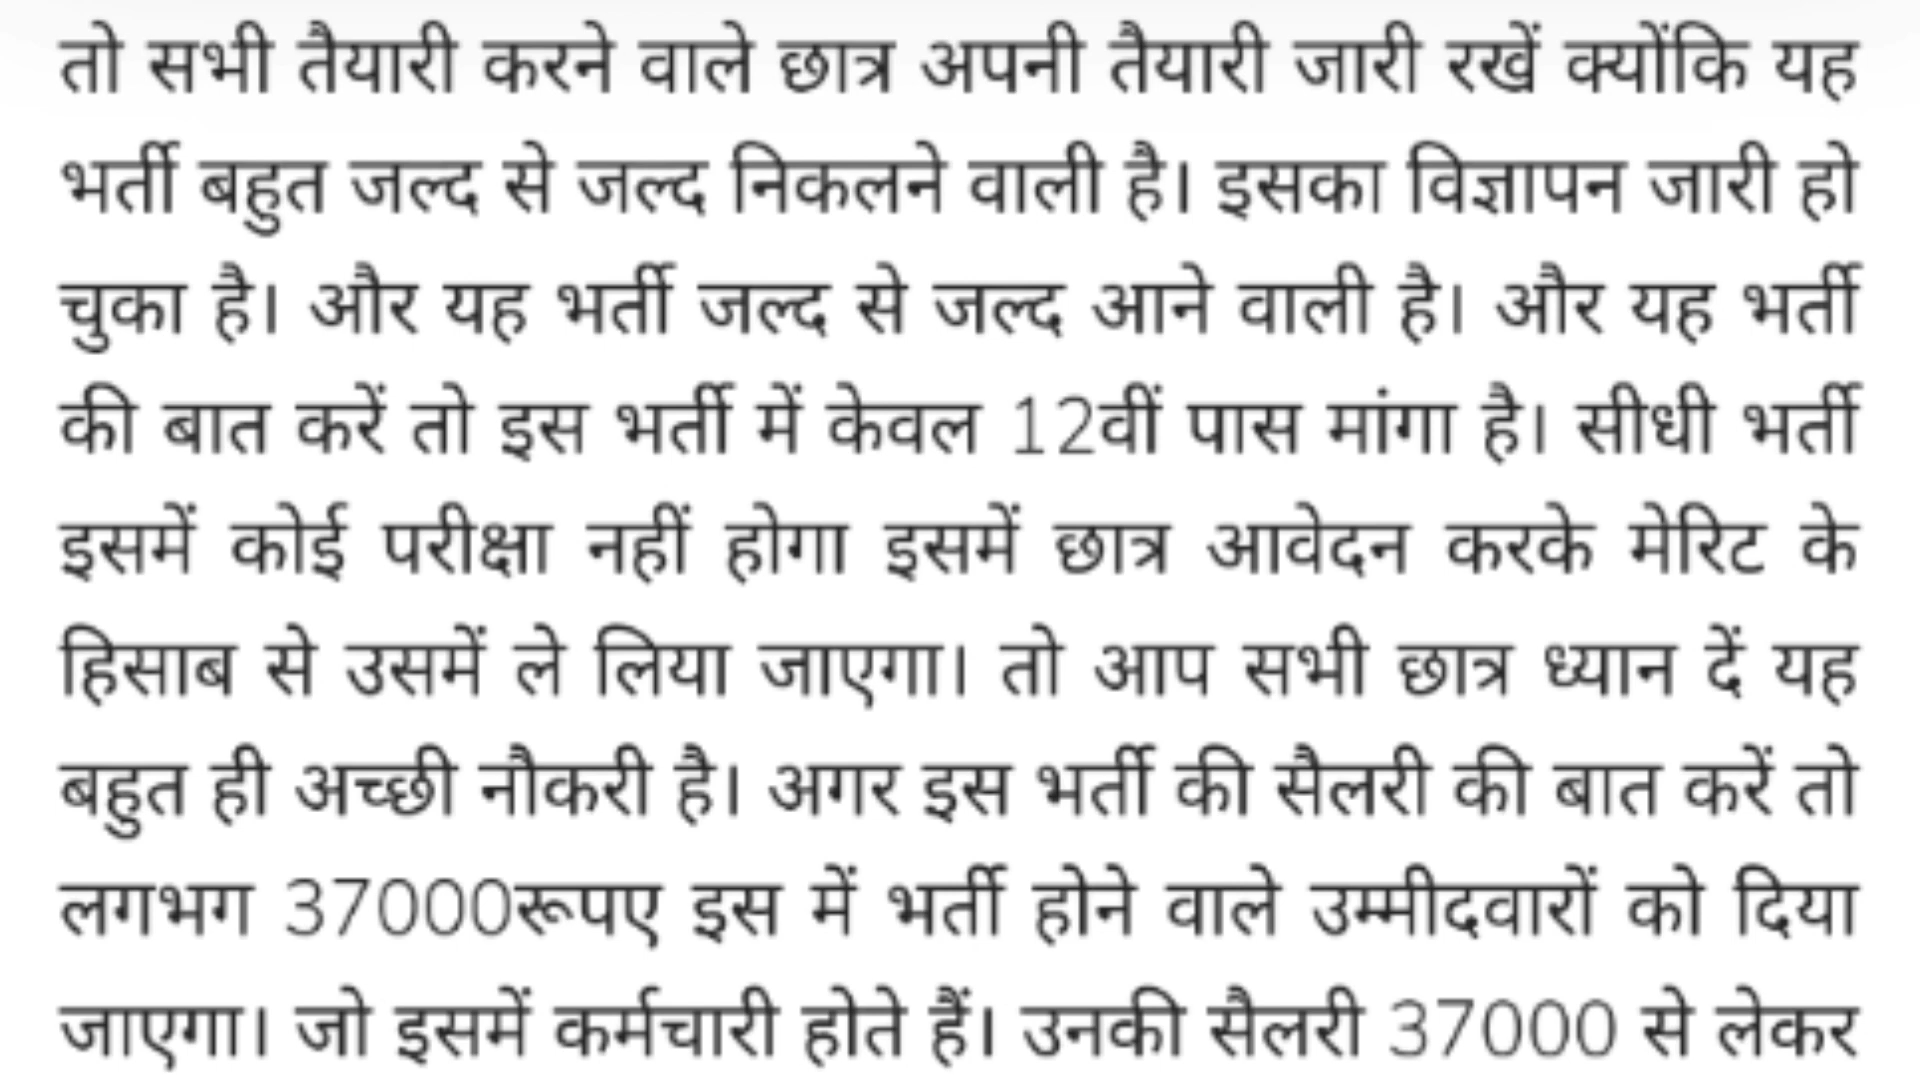 तो सभी तैयारी करने वाले छात्र अपनी तैयारी जारी रखें क्योंकि यह
भर्ती बहुत जल्द से जल्द निकलने वाली है। इसका विज्ञापन जारी हो
चुका है। और यह भर्ती जल्द से जल्द आने वाली है। और यह भर्ती
की बात करें तो इस भर्ती में केवल 12वीं पास मांगा है। सीधी भर्ती
इसमें कोई परीक्षा नहीं होगा इसमें छात्र आवेदन करके मेरिट के
हिसाब से उसमें ले लिया जाएगा। तो आप सभी छात्र ध्यान दें यह
बहुत ही अच्छी नौकरी है। अगर इस भर्ती की सैलरी की बात करें तो
लगभग 37000रूपए इस में भर्ती होने वाले उम्मीदवारों को दिया
जाएगा। जो इसमें कर्मचारी होते हैं। उनकी सैलरी 37000 से लेकर